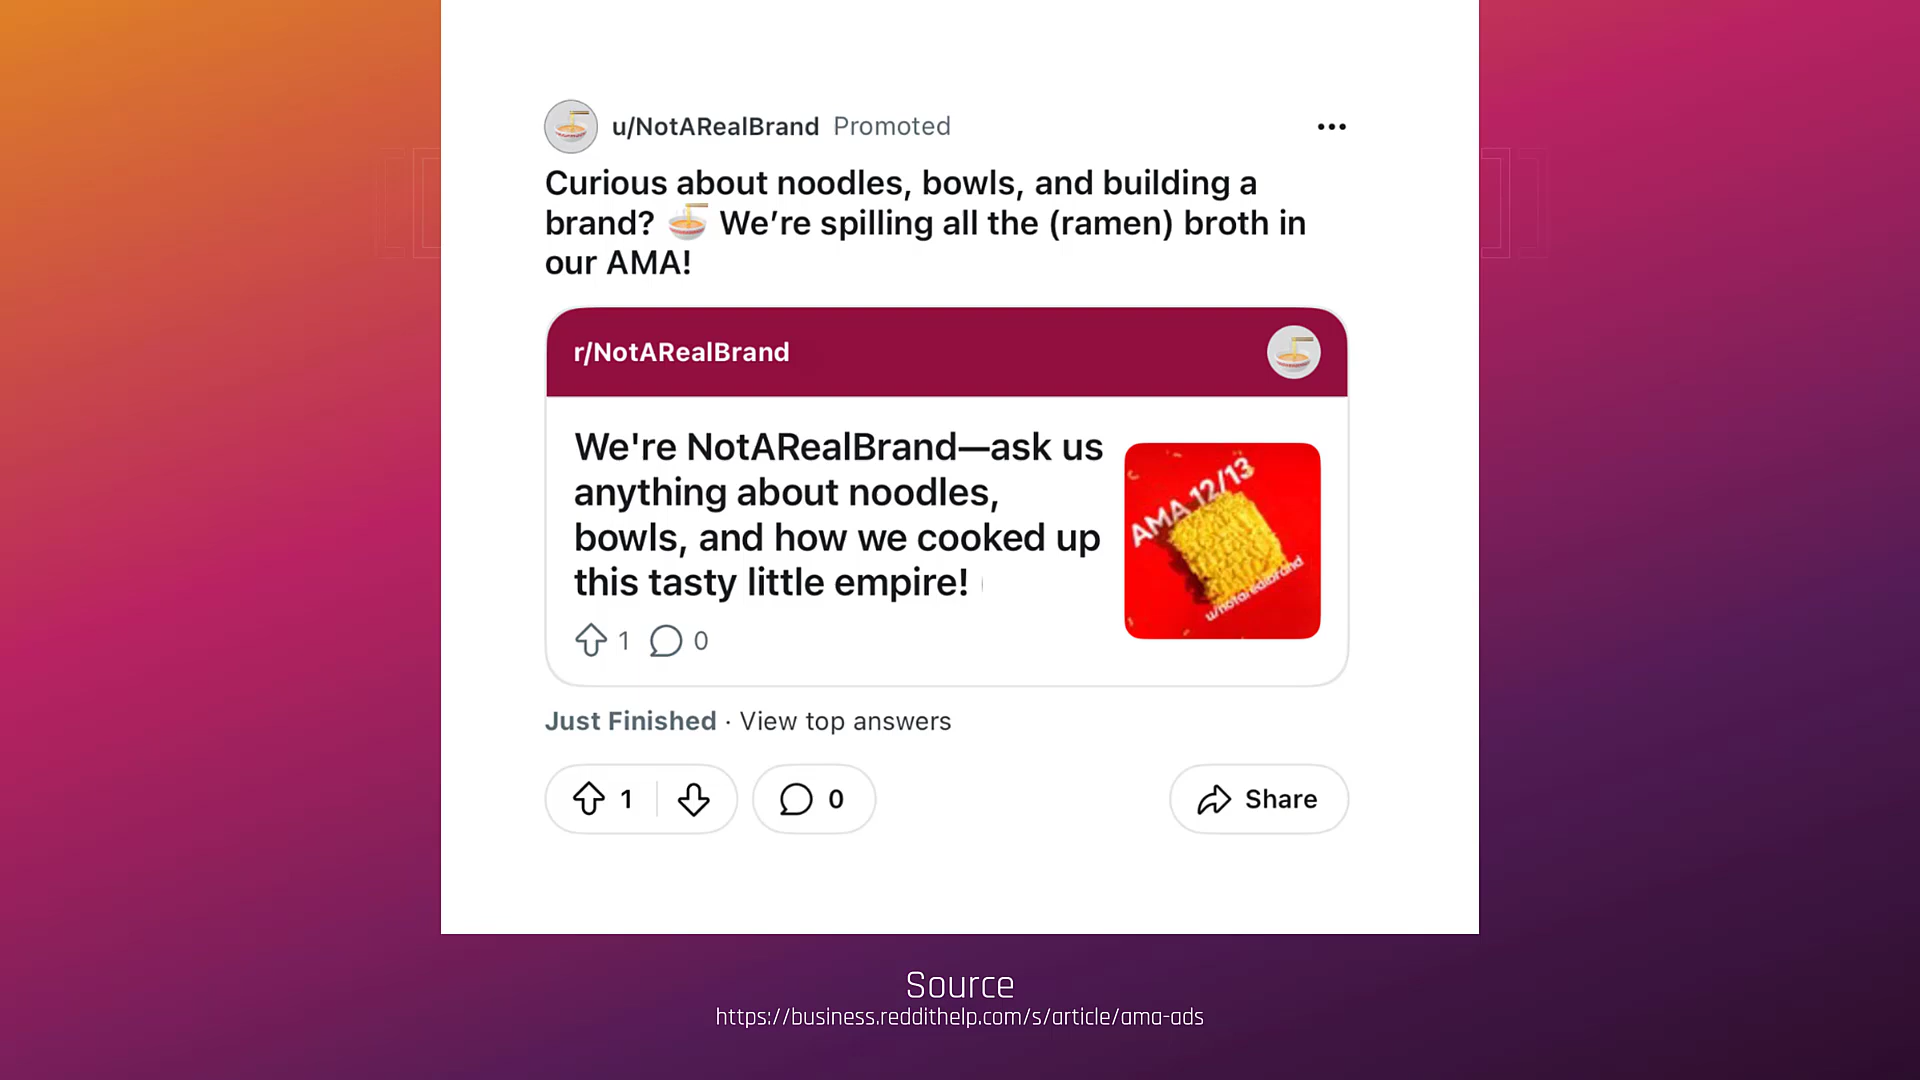 u/NotARealBrand Promoted
Curious about noodles, bowls, and building a
brand? 🍜 We’re spilling all the (ramen) broth in
our AMA!
r/NotARealBrand
We're NotARealBrand—ask us
anything about noodles,
bowls, and how we cooked up
this tasty little empire!
AMA 12/13
u/notarealbrand
1 0
Just Finished · View top answers
1 0 Share
Source
https://business.reddithelp.com/s/article/ama-ads